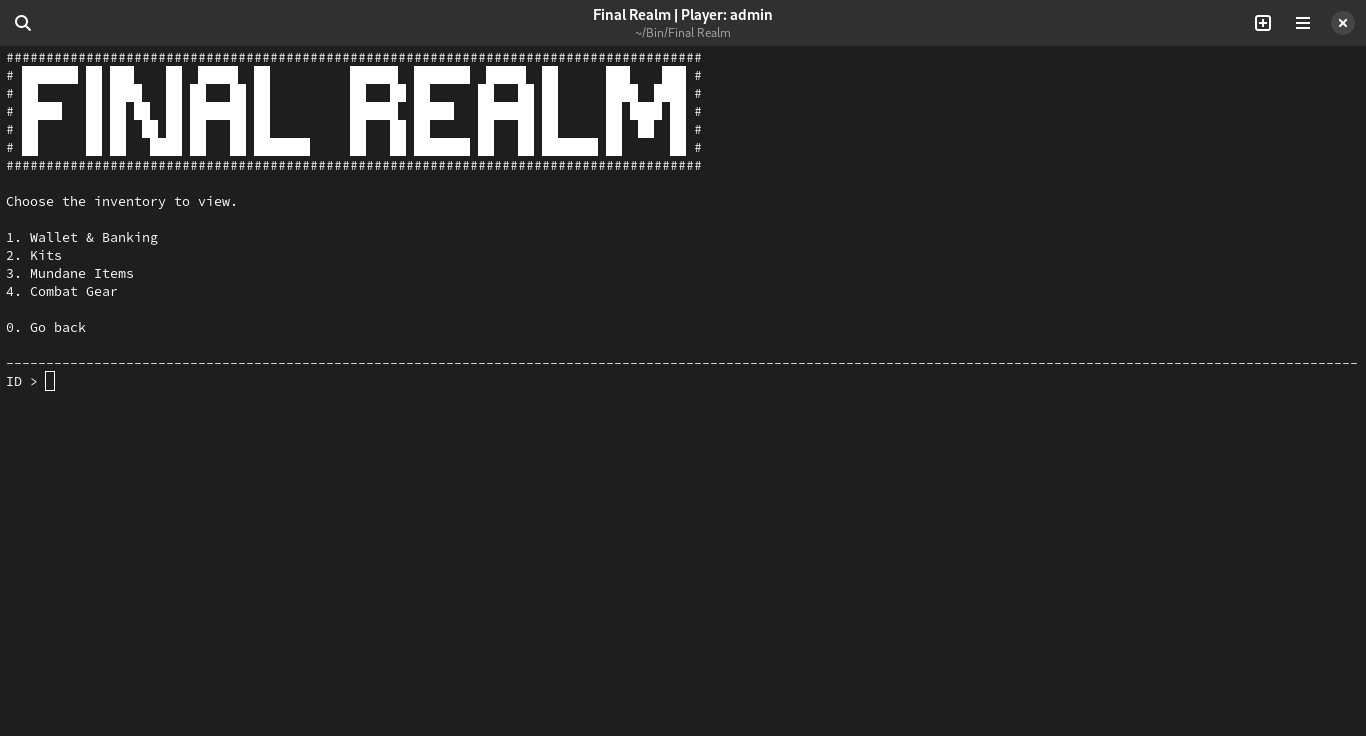 Final Realm | Player: admin
~/Bin/Final Realm
#######################################################################################
# FINAL REALM #
#######################################################################################
Choose the inventory to view.
1. Wallet & Banking
2. Kits
3. Mundane Items
4. Combat Gear
0. Go back
ID >